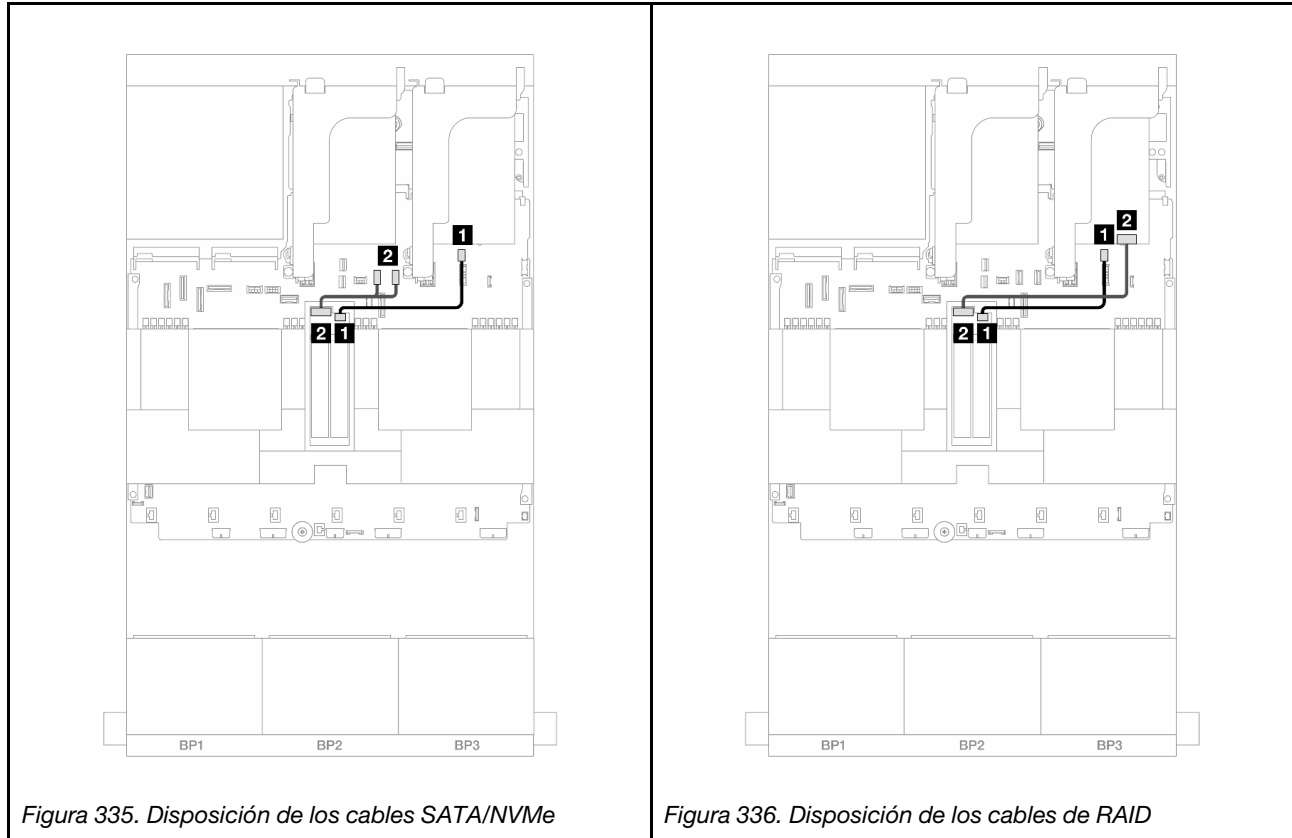 1
2
2 1
BP1 BP2 BP3
Figura 335. Disposición de los cables SATA/NVMe
2
1
2 1
BP1 BP2 BP3
Figura 336. Disposición de los cables de RAID